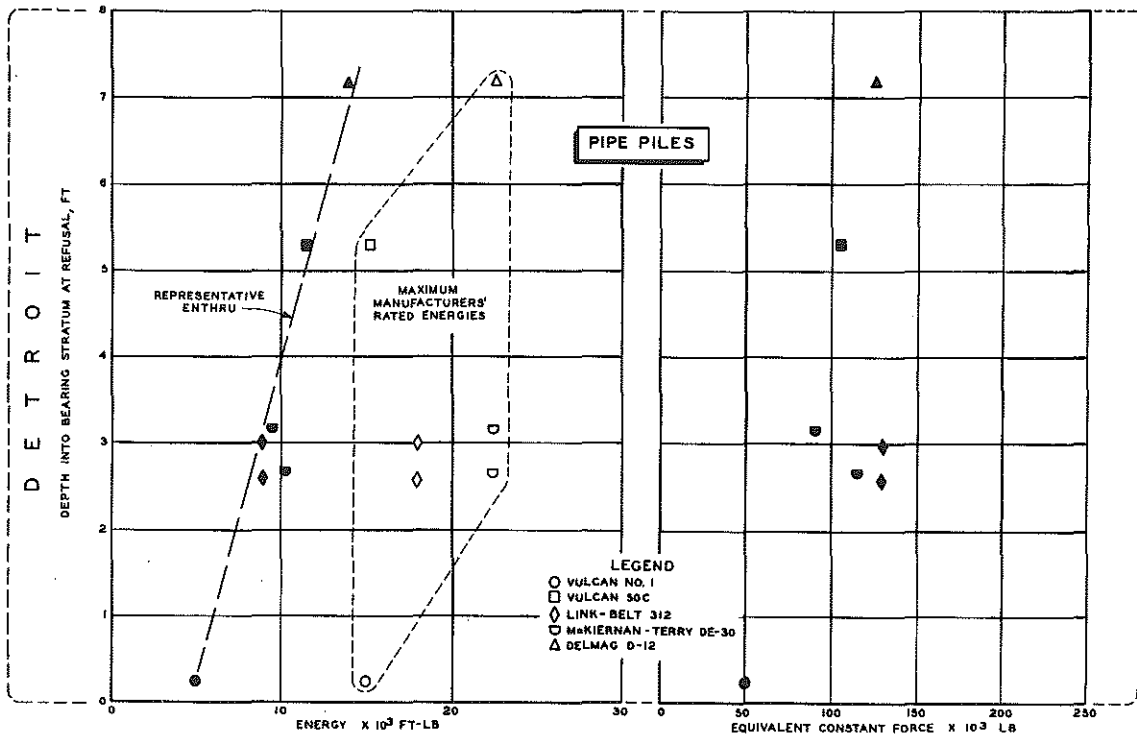 DETROIT
DEPTH INTO BEARING STRATUM AT REFUSAL, FT
8
7
6
5
4
3
2
1
0
REPRESENTATIVE
ENTHRU
MAXIMUM
MANUFACTURERS'
RATED ENERGIES
PIPE PILES
LEGEND
VULCAN NO. 1
VULCAN 50C
LINK-BELT 312
McKIERNAN-TERRY DE-30
DELMAG D-12
0 10 20 30
ENERGY X 10³ FT-LB
0 50 100 150 200 250
EQUIVALENT CONSTANT FORCE X 10³ LB